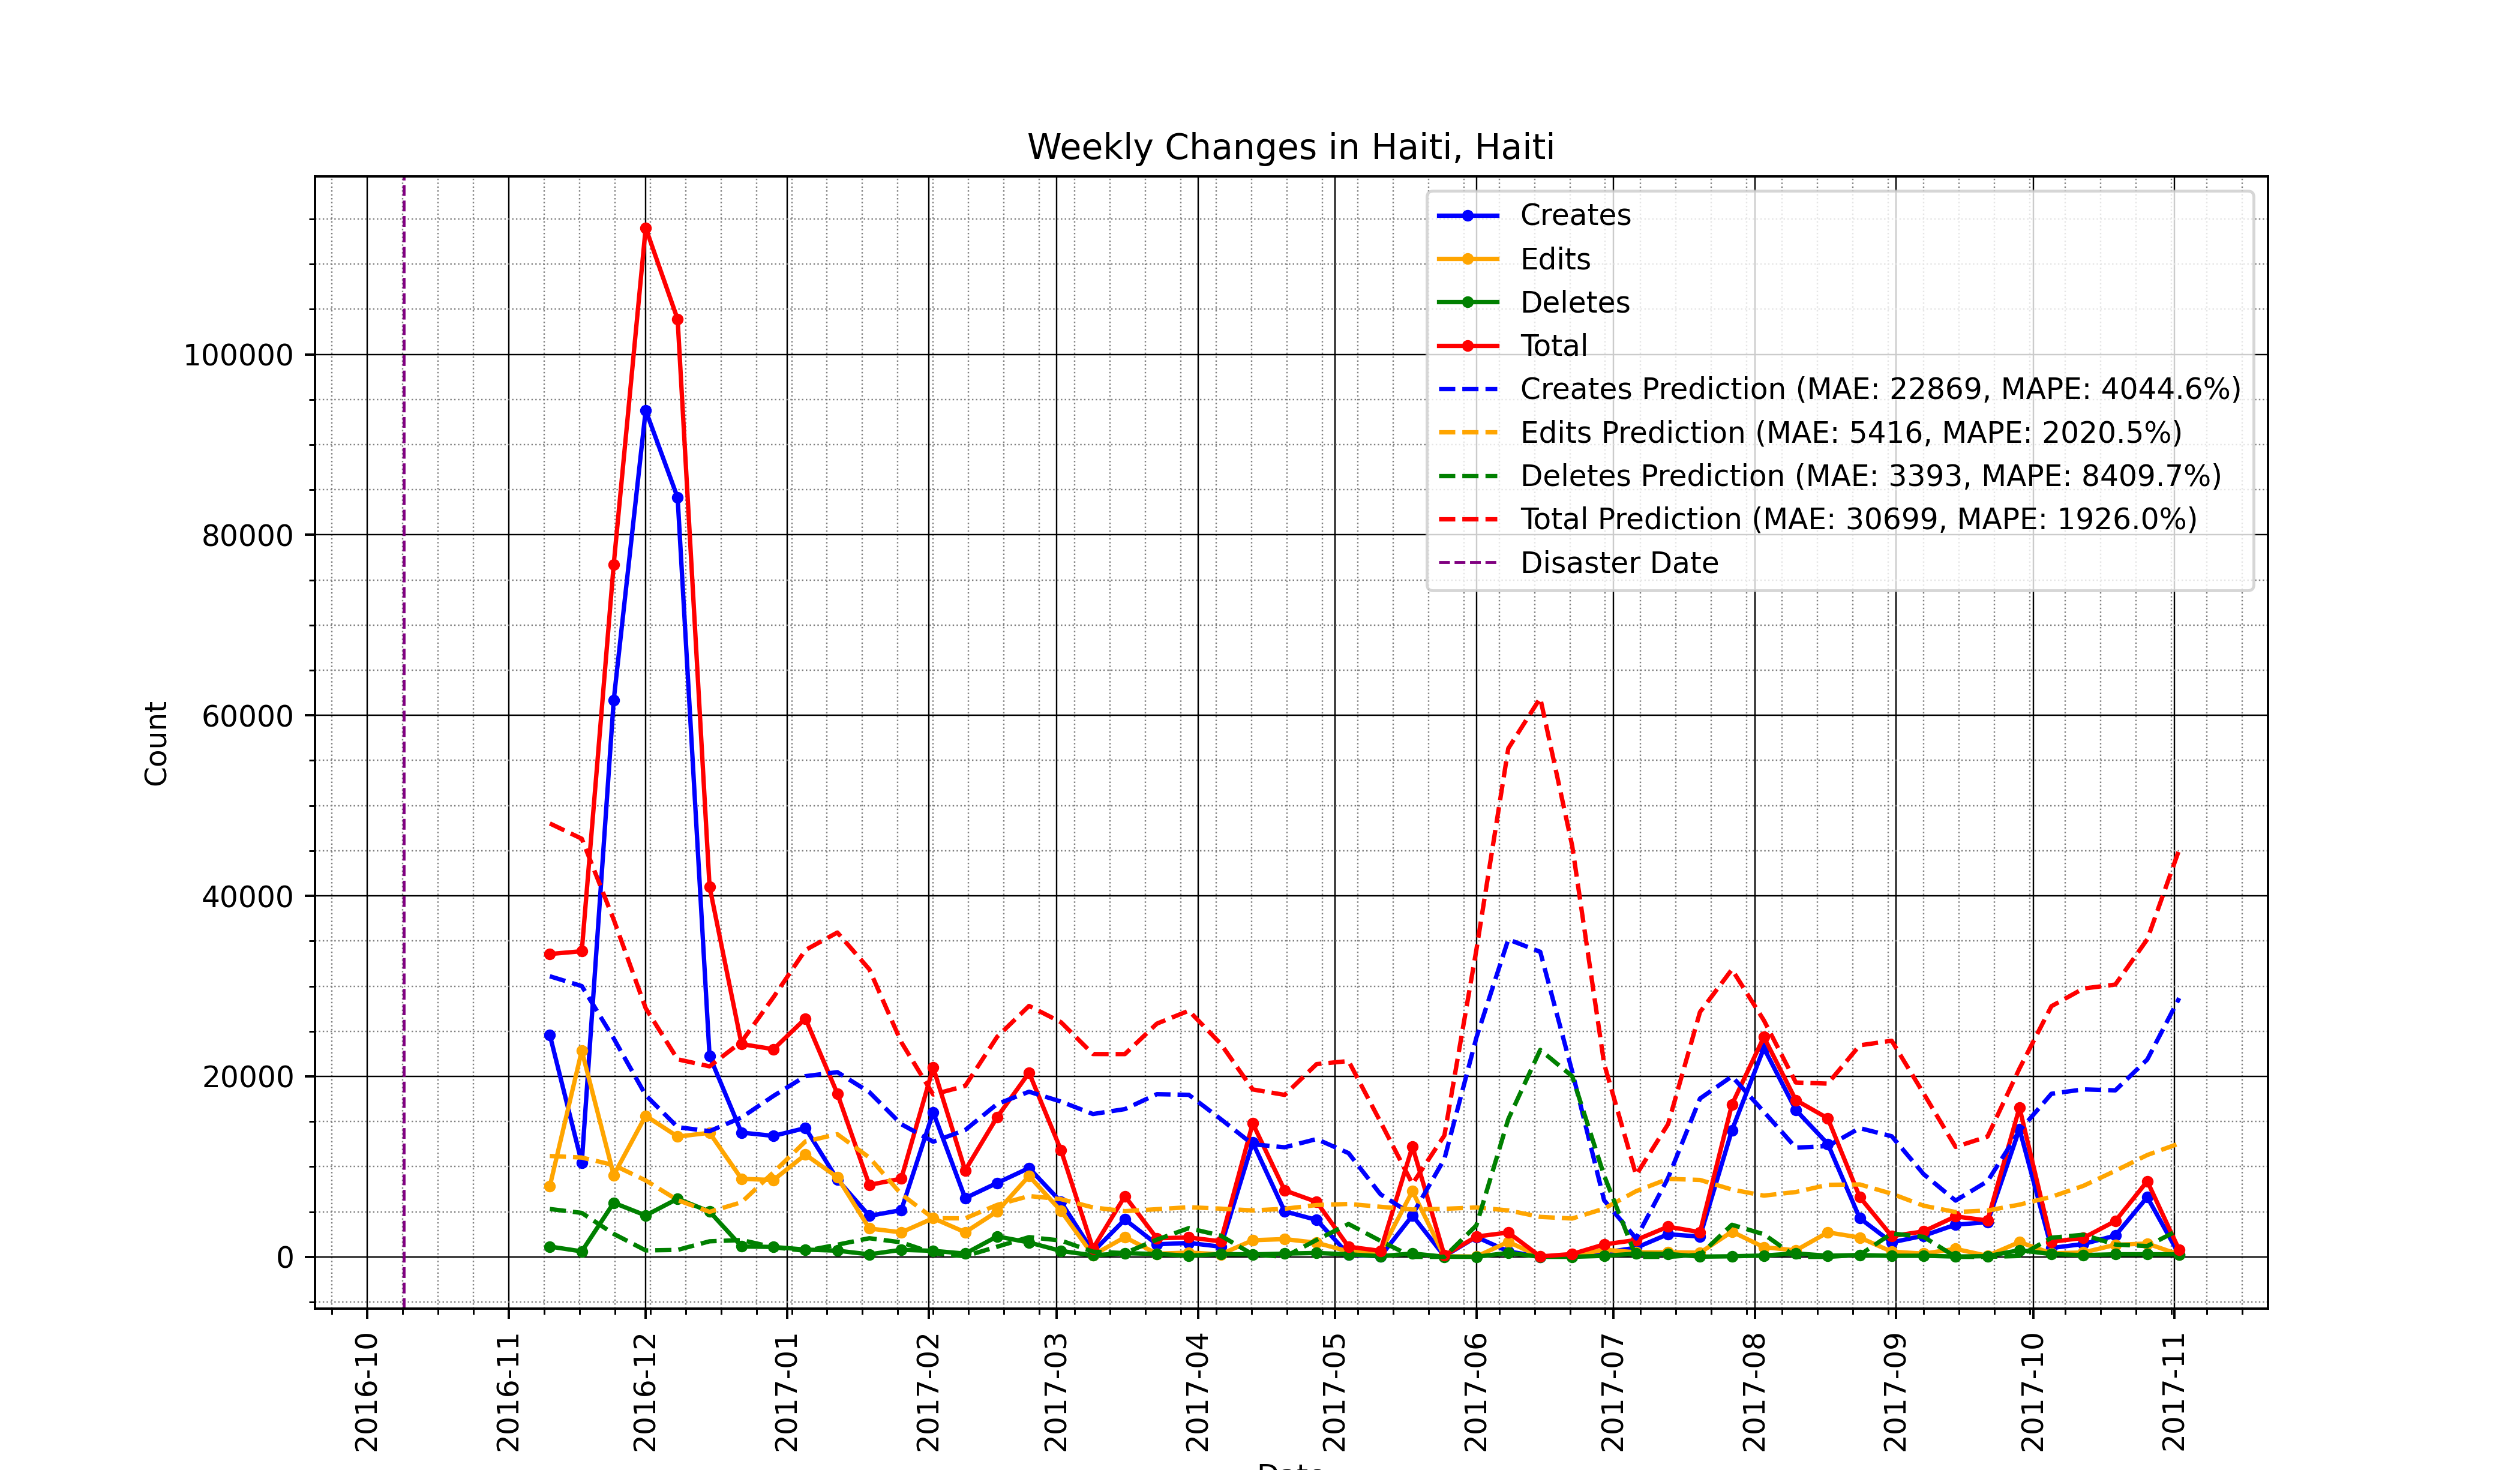 Weekly Changes in Haiti, Haiti
Creates
Edits
Deletes
Total
Creates Prediction (MAE: 22869, MAPE: 4044.6%)
Edits Prediction (MAE: 5416, MAPE: 2020.5%)
Deletes Prediction (MAE: 3393, MAPE: 8409.7%)
Total Prediction (MAE: 30699, MAPE: 1926.0%)
Disaster Date
Count
100000
80000
60000
40000
20000
0
2016-10
2016-11
2016-12
2017-01
2017-02
2017-03
2017-04
2017-05
2017-06
2017-07
2017-08
2017-09
2017-10
2017-11
Date